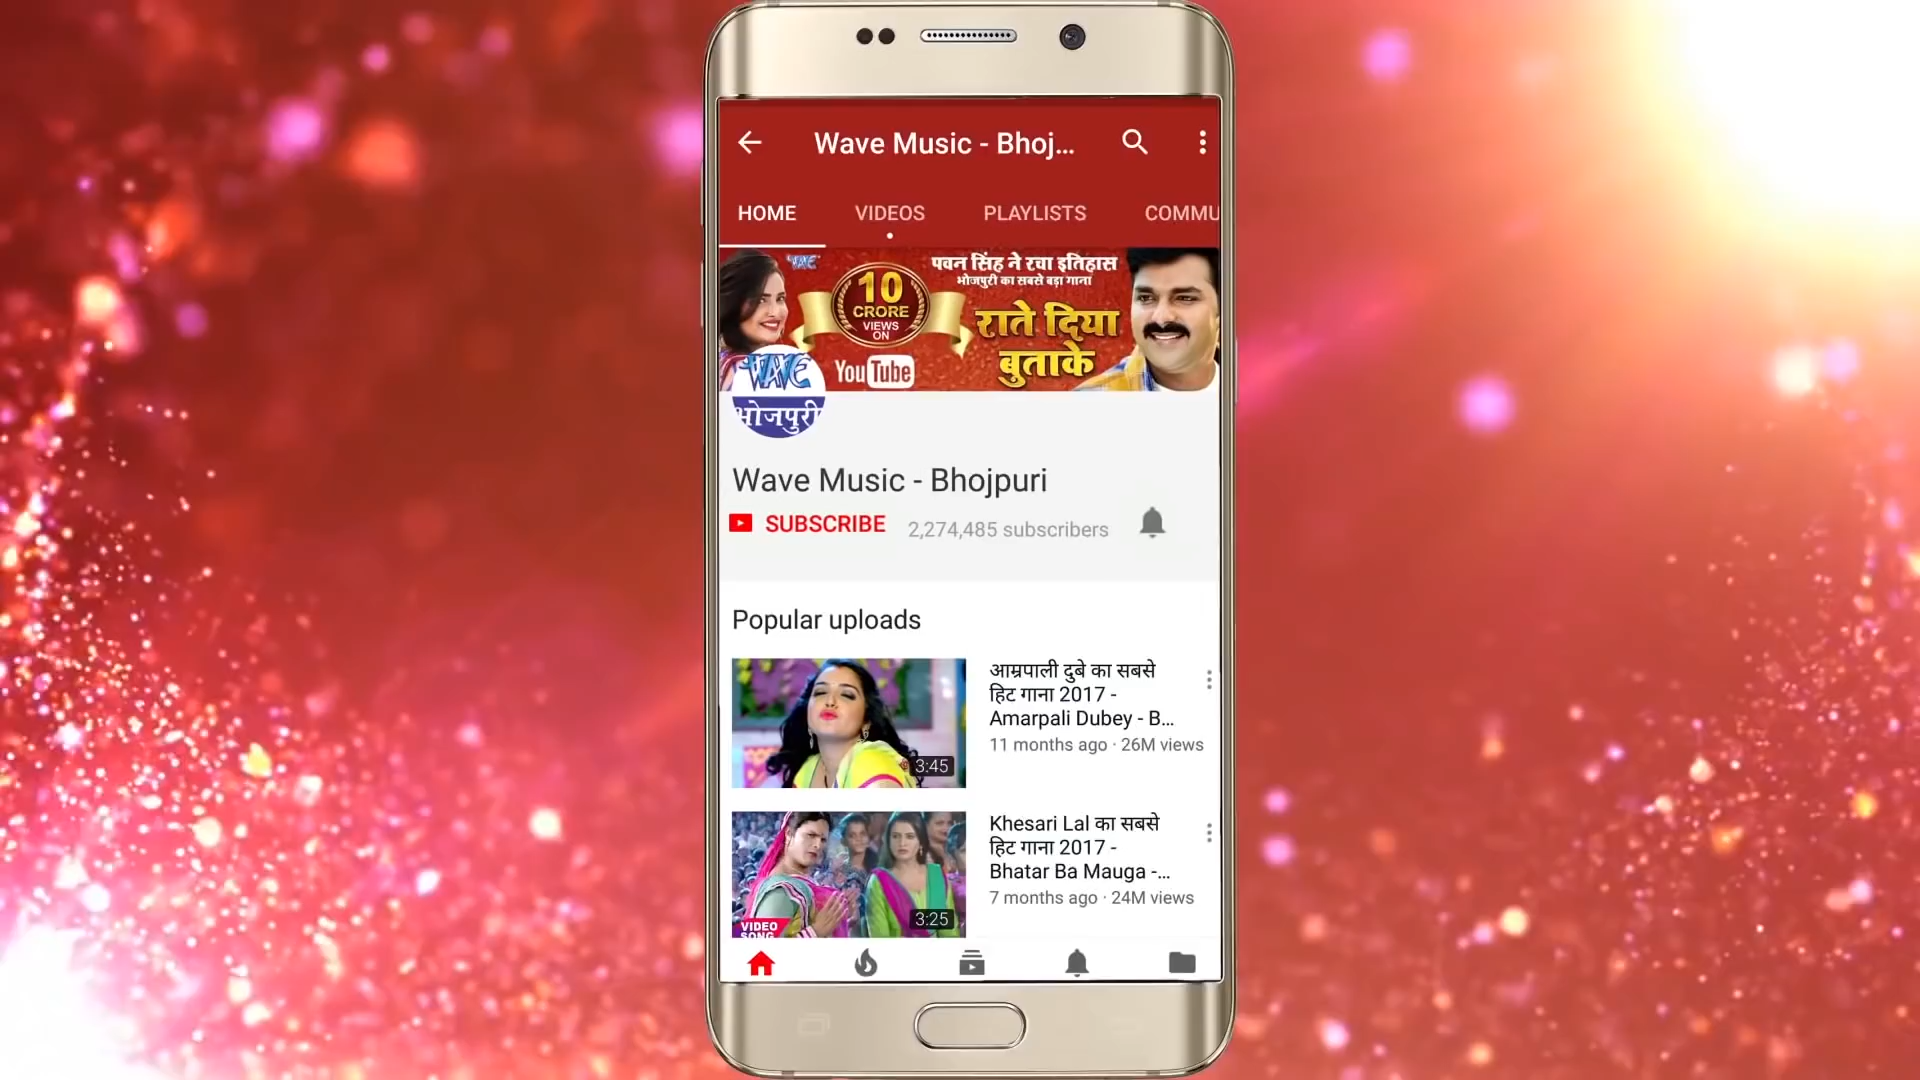 Wave Music - Bhoj...
HOME VIDEOS PLAYLISTS COMMU
WAVE
पवन सिंह ने रचा इतिहास
भोजपुरी का सबसे बड़ा गाना
10
CRORE
VIEWS
ON
YouTube
राते दिया
बुताके
WAVE
भोजपुरी
Wave Music - Bhojpuri
SUBSCRIBE 2,274,485 subscribers
Popular uploads
आम्रपाली दुबे का सबसे
हिट गाना 2017 -
Amarpali Dubey - B...
11 months ago · 26M views
3:45
Khesari Lal का सबसे
हिट गाना 2017 -
Bhatar Ba Mauga -...
7 months ago · 24M views
3:25
VIDEO
SONG